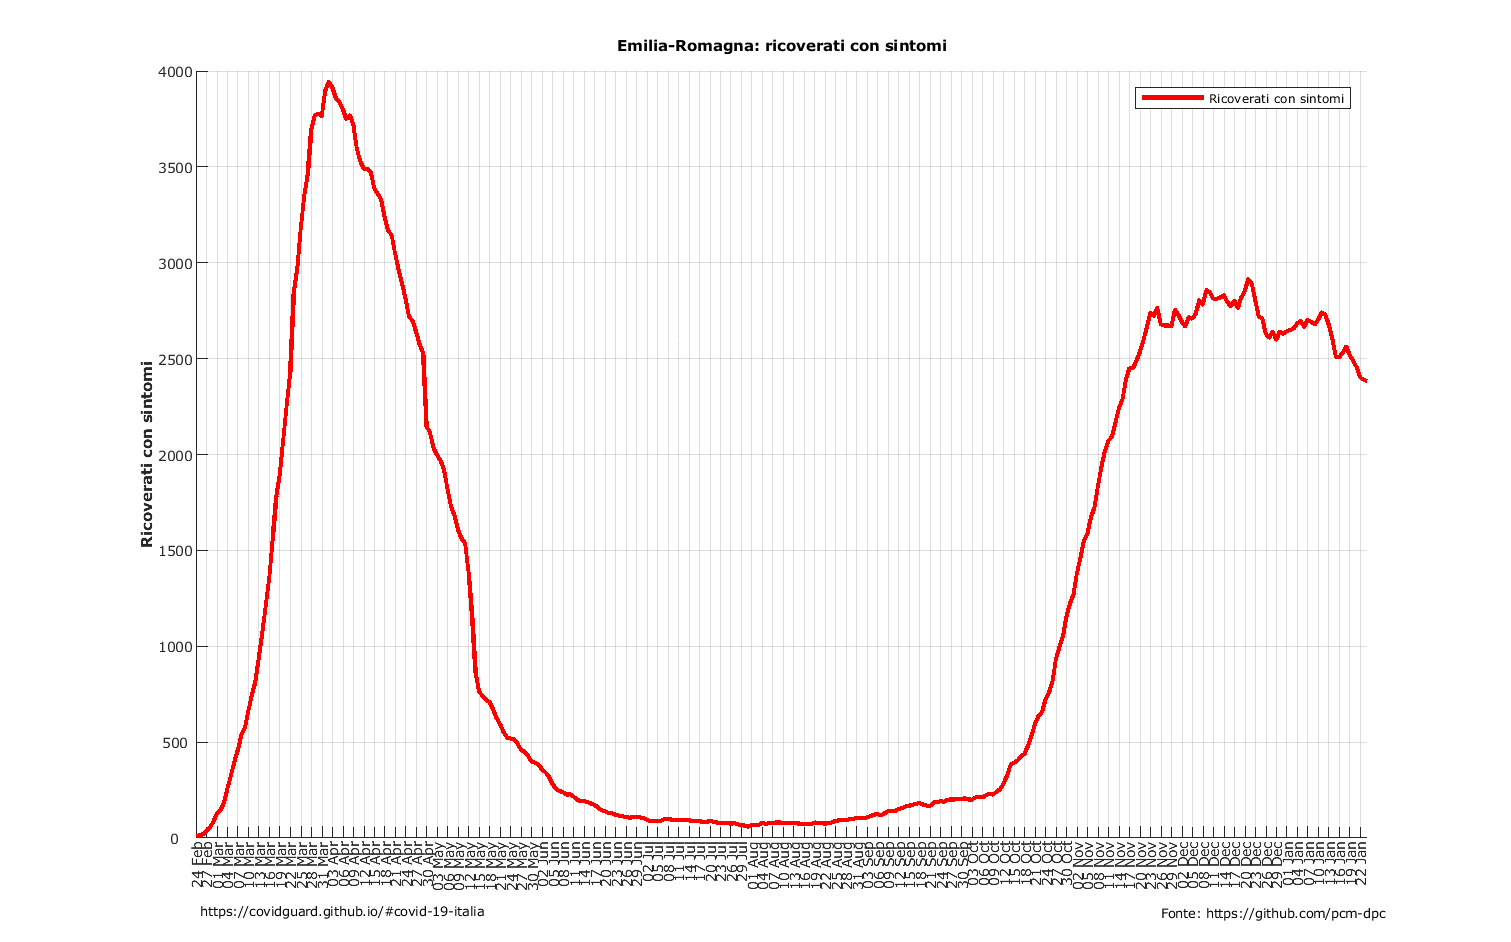 Emilia-Romagna: ricoverati con sintomi
Ricoverati con sintomi
Ricoverati con sintomi
4000
3500
3000
2500
2000
1500
1000
500
0
24 Feb
27 Feb
01 Mar
04 Mar
07 Mar
10 Mar
13 Mar
16 Mar
19 Mar
22 Mar
25 Mar
28 Mar
31 Mar
03 Apr
06 Apr
09 Apr
12 Apr
15 Apr
18 Apr
21 Apr
24 Apr
27 Apr
30 Apr
03 May
06 May
09 May
12 May
15 May
18 May
21 May
24 May
27 May
30 May
02 Jun
05 Jun
08 Jun
11 Jun
14 Jun
17 Jun
20 Jun
23 Jun
26 Jun
29 Jun
02 Jul
05 Jul
08 Jul
11 Jul
14 Jul
17 Jul
20 Jul
23 Jul
26 Jul
29 Jul
01 Aug
04 Aug
07 Aug
10 Aug
13 Aug
16 Aug
19 Aug
22 Aug
25 Aug
28 Aug
31 Aug
03 Sep
06 Sep
09 Sep
12 Sep
15 Sep
18 Sep
21 Sep
24 Sep
27 Sep
30 Sep
03 Oct
06 Oct
09 Oct
12 Oct
15 Oct
18 Oct
21 Oct
24 Oct
27 Oct
30 Oct
02 Nov
05 Nov
08 Nov
11 Nov
14 Nov
17 Nov
20 Nov
23 Nov
26 Nov
29 Nov
02 Dec
05 Dec
08 Dec
11 Dec
14 Dec
17 Dec
20 Dec
23 Dec
26 Dec
29 Dec
01 Jan
04 Jan
07 Jan
10 Jan
13 Jan
16 Jan
19 Jan
22 Jan
https://covidguard.github.io/#covid-19-italia
Fonte: https://github.com/pcm-dpc